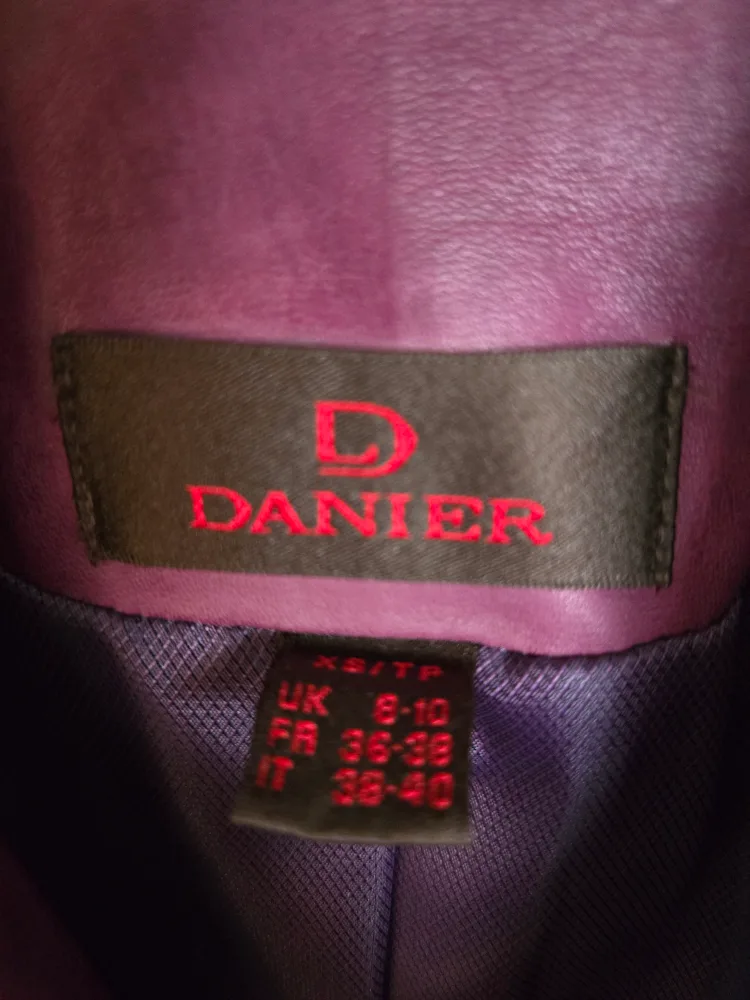 D
DANIER
XS/TP
UK 8-10
FR 36-38
IT 38-40